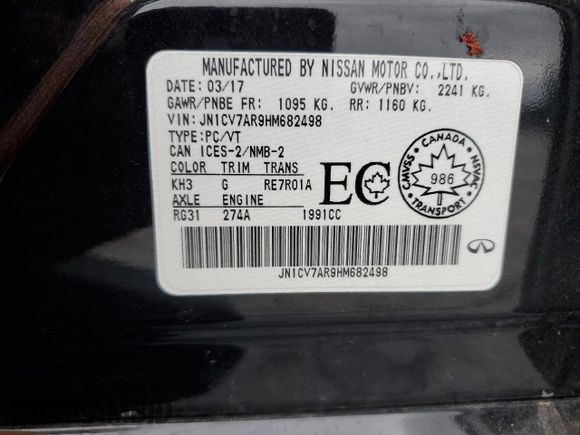 MANUFACTURED BY NISSAN MOTOR CO.,LTD.
DATE: 03/17 GVWR/PNBV: 2241 KG.
GAWR/PNBE FR: 1095 KG. RR: 1160 KG.
VIN: JN1CV7AR9HM682498
TYPE: PC/VT
CAN ICES-2/NMB-2
COLOR TRIM TRANS
KH3 G RE7R01A
AXLE ENGINE
RG31 274A 1991CC
EC
CANADA
CMVSS NSVAC
986
TRANSPORT
JN1CV7AR9HM682498